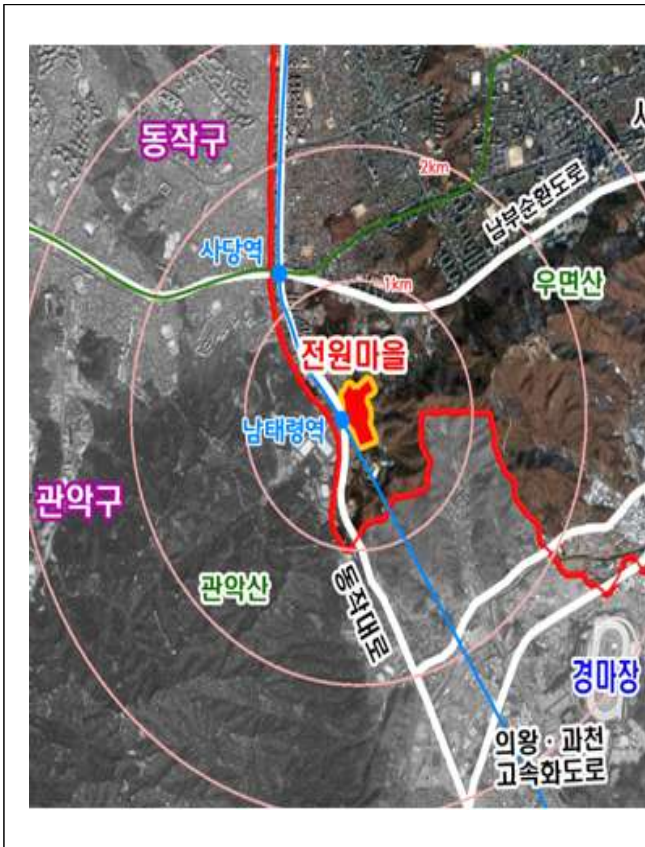 동작구
2km
남부순환도로
사당역
1km
우면산
전원마을
남태령역
관악구
관악산
동작대로
경마장
의왕·과천
고속화도로